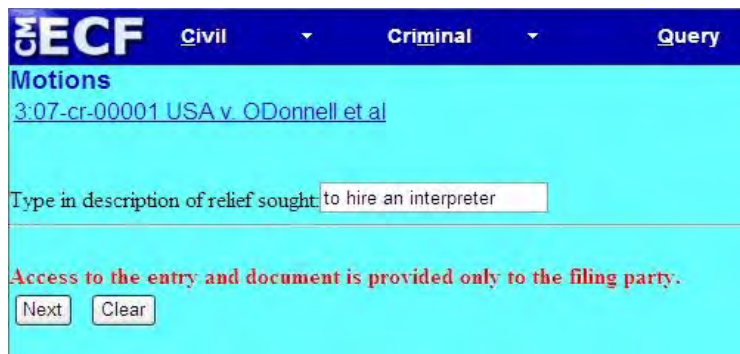 CM ECF Civil Criminal Query
Motions
3:07-cr-00001 USA v. ODonnell et al
Type in description of relief sought: to hire an interpreter
Access to the entry and document is provided only to the filing party.
Next Clear